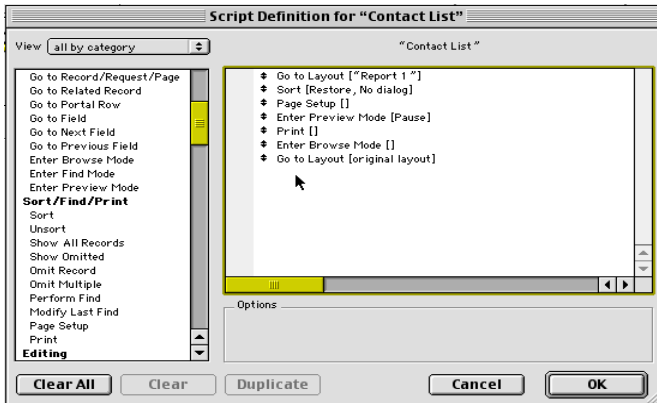 Script Definition for “Contact List”
View all by category
“Contact List”
Go to Record/Request/Page
Go to Related Record
Go to Portal Row
Go to Field
Go to Next Field
Go to Previous Field
Enter Browse Mode
Enter Find Mode
Enter Preview Mode
Sort/Find/Print
Sort
Unsort
Show All Records
Show Omitted
Omit Record
Omit Multiple
Perform Find
Modify Last Find
Page Setup
Print
Editing
Go to Layout [“Report 1”]
Sort [Restore, No dialog]
Page Setup []
Enter Preview Mode [Pause]
Print []
Enter Browse Mode []
Go to Layout [original layout]
Options
Clear All
Clear
Duplicate
Cancel
OK